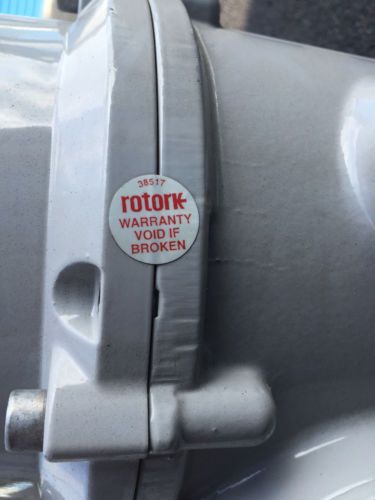 38517
rotork
WARRANTY
VOID IF
BROKEN